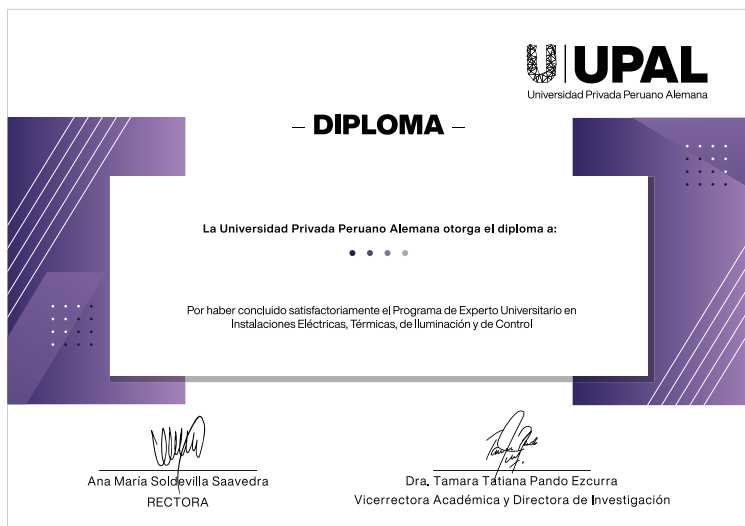 UPAL
Universidad Privada Peruano Alemana
– DIPLOMA –
La Universidad Privada Peruano Alemana otorga el diploma a:
Por haber concluido satisfactoriamente el Programa de Experto Universitario en
Instalaciones Eléctricas, Térmicas, de Iluminación y de Control
Ana María Soldevilla Saavedra
RECTORA
Dra. Tamara Tatiana Pando Ezcurra
Vicerrectora Académica y Directora de Investigación